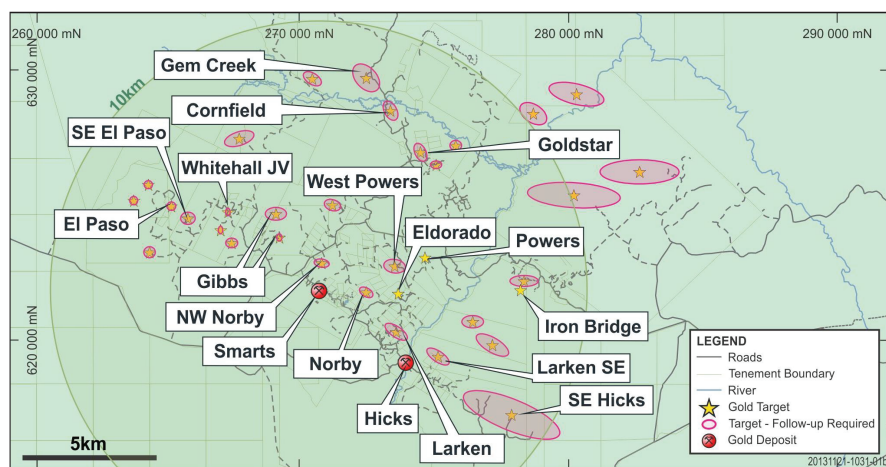 260 000 mN
270 000 mN
280 000 mN
290 000 mN
630 000 mN
620 000 mN
10km
Gem Creek
Cornfield
SE El Paso
Whitehall JV
West Powers
Goldstar
El Paso
Eldorado
Powers
Gibbs
NW Norby
Smarts
Norby
Iron Bridge
Larken SE
SE Hicks
Hicks
Larken
5km
LEGEND
Roads
Tenement Boundary
River
Gold Target
Target - Follow-up Required
Gold Deposit
20131121-1031-01b